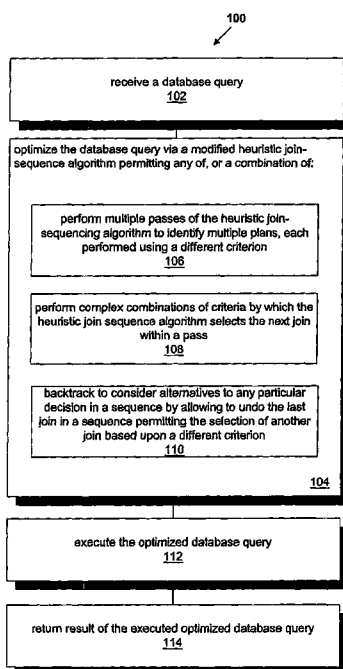 100
receive a database query
102
optimize the database query via a modified heuristic join-
sequence algorithm permitting any of, or a combination of:
perform multiple passes of the heuristic join-
sequencing algorithm to identify multiple plans, each
performed using a different criterion
106
perform complex combinations of criteria by which the
heuristic join sequence algorithm selects the next join
within a pass
108
backtrack to consider alternatives to any particular
decision in a sequence by allowing to undo the last
join in a sequence permitting the selection of another
join based upon a different criterion
110
104
execute the optimized database query
112
return result of the executed optimized database query
114